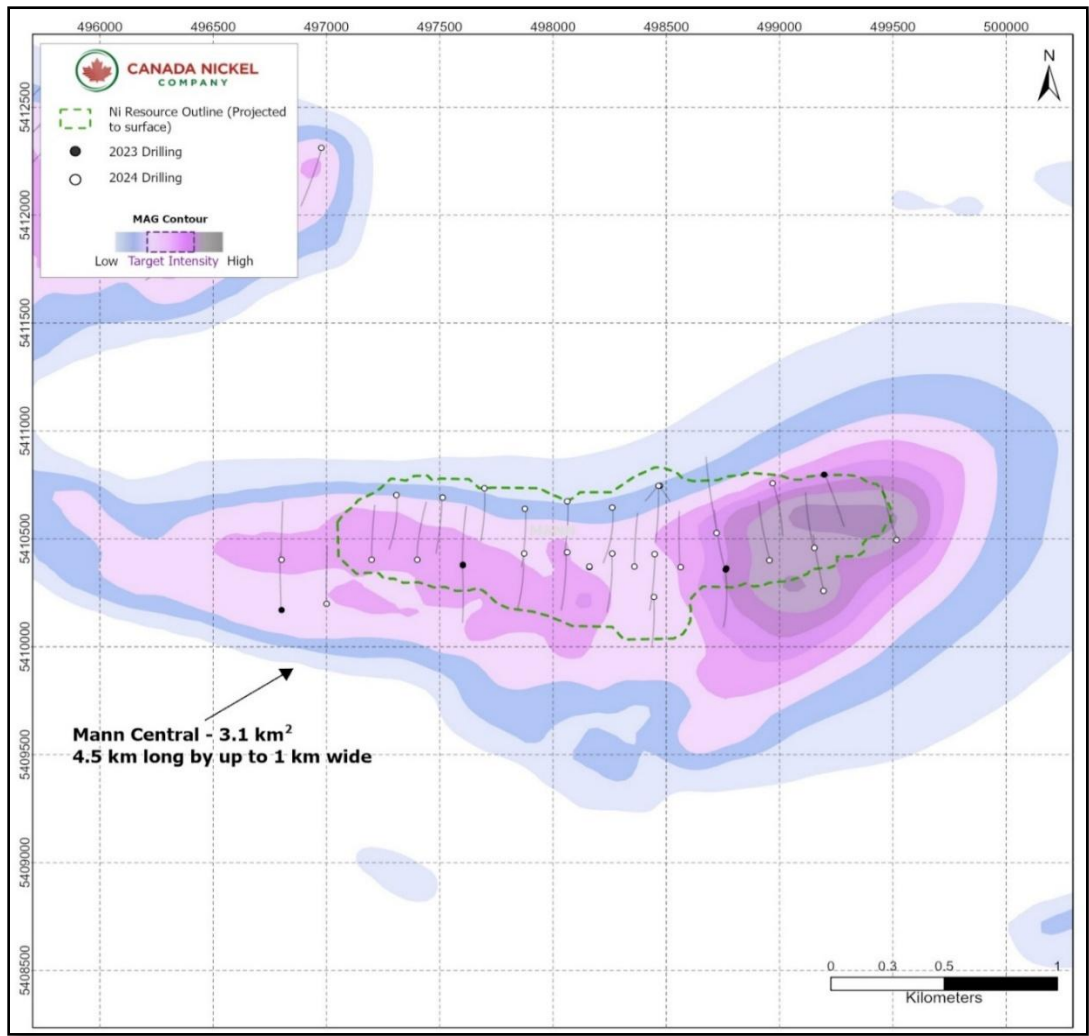 496000 496500 497000 497500 498000 498500 499000 499500 500000
CANADA NICKEL
COMPANY
Ni Resource Outline (Projected
to surface)
2023 Drilling
2024 Drilling
MAG Contour
Low Target Intensity High
N
5412500
5412000
5411500
5411000
5410500
5410000
5409500
5409000
5408500
Mann Central - 3.1 km²
4.5 km long by up to 1 km wide
0 0.3 0.5 1
Kilometers